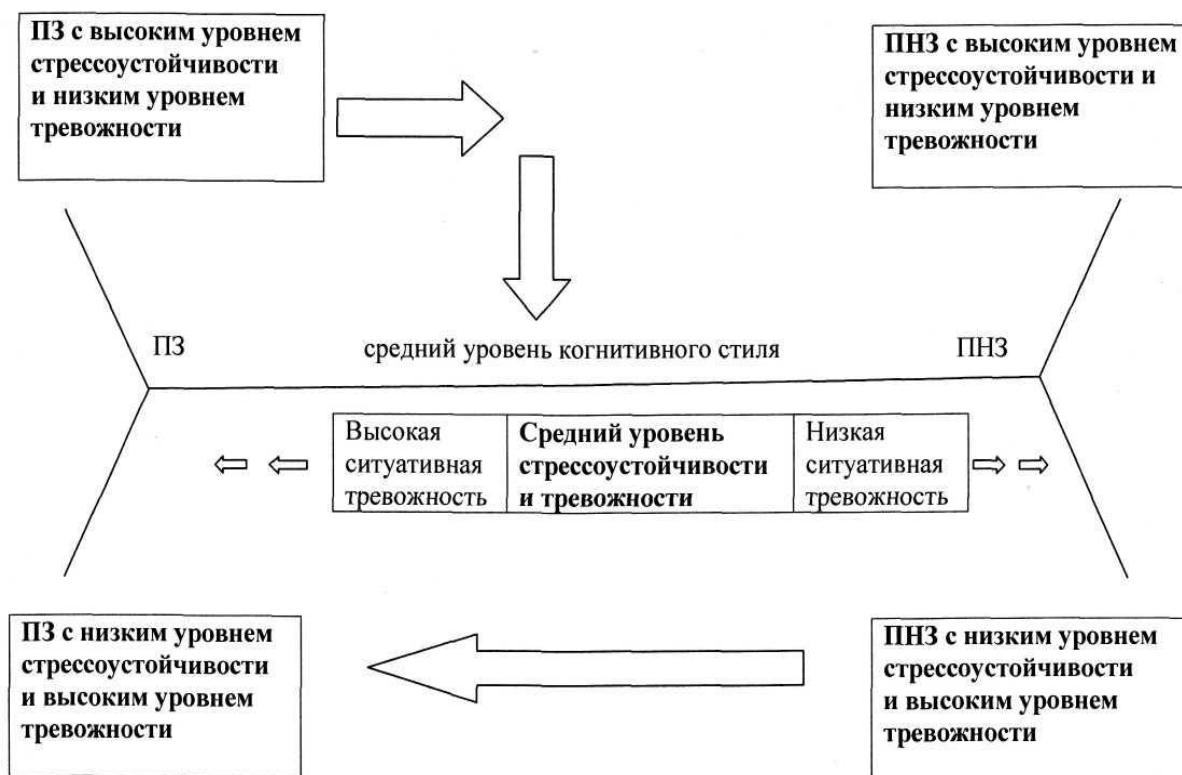 ПЗ с высоким уровнем
стрессоустойчивости
и низким уровнем
тревожности
ПНЗ с высоким уровнем
стрессоустойчивости и
низким уровнем
тревожности
ПЗ
средний уровень когнитивного стиля
ПНЗ
Высокая
ситуативная
тревожность
Средний уровень
стрессоустойчивости
и тревожности
Низкая
ситуативная
тревожность
ПЗ с низким уровнем
стрессоустойчивости
и высоким уровнем
тревожности
ПНЗ с низким уровнем
стрессоустойчивости
и высоким уровнем
тревожности